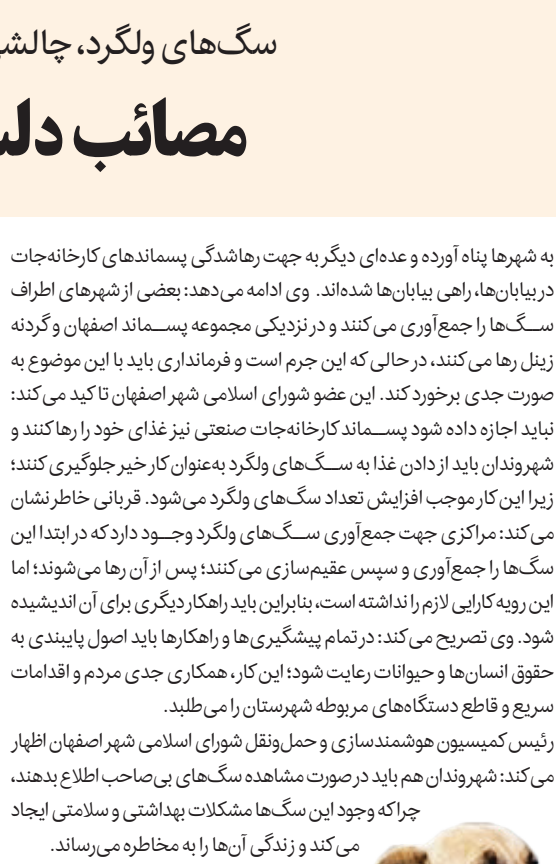 سگ‌های ولگرد، چالشی
مصائب
به شهرها پناه آورده و عده‌ای دیگر به جهت رهاشدگی پسماندهای کارخانه‌جات
در بیابان‌ها، راهی بیابان‌ها شده‌اند. وی ادامه می‌دهد: بعضی از شهرهای اطراف
سگ‌ها را جمع‌آوری می‌کنند و در نزدیکی مجموعه پسماند اصفهان و گردنه
زینل رها می‌کنند، در حالی که این جرم است و فرمانداری باید با این موضوع به
صورت جدی برخورد کند. این عضو شورای اسلامی شهر اصفهان تاکید می‌کند:
نباید اجازه داده شود پسماند کارخانه‌جات صنعتی نیز غذای خود را رها کنند و
شهروندان باید از دادن غذا به سگ‌های ولگرد به‌عنوان کار خیر جلوگیری کنند؛
زیرا این کار موجب افزایش تعداد سگ‌های ولگرد می‌شود. قربانی خاطر نشان
می‌کند: مراکزی جهت جمع‌آوری سگ‌های ولگرد وجود دارد که در ابتدا این
سگ‌ها را جمع‌آوری و سپس عقیم‌سازی می‌کنند؛ پس از آن رها می‌شوند؛ اما
این رویه کارایی لازم را نداشته است، بنابراین باید راهکار دیگری برای آن اندیشیده
شود. وی تصریح می‌کند: در تمام پیشگیری‌ها و راهکارها باید اصول پایبندی به
حقوق انسان‌ها و حیوانات رعایت شود؛ این کار، همکاری جدی مردم و اقدامات
سریع و قاطع دستگاه‌های مربوطه شهرستان را می‌طلبد.
رئیس کمیسیون هوشمندسازی و حمل‌ونقل شورای اسلامی شهر اصفهان اظهار
می‌کند: شهروندان هم باید در صورت مشاهده سگ‌های بی‌صاحب اطلاع بدهند،
چراکه وجود این سگ‌ها مشکلات بهداشتی و سلامتی ایجاد
می‌کند و زندگی آن‌ها را به مخاطره می‌رساند.